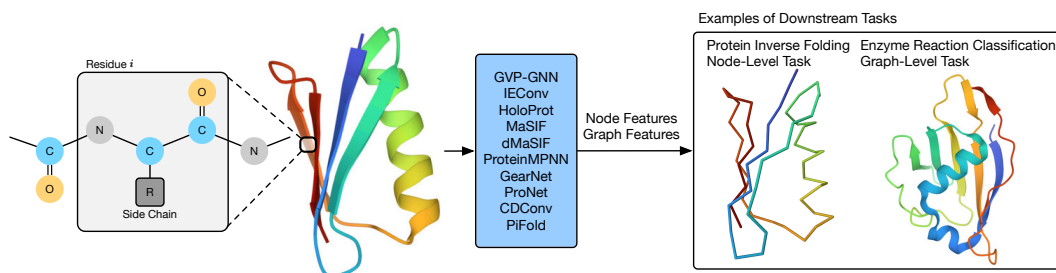 Residue i
O
N
C
C
C
N
O
R
Side Chain
GVP-GNN
IEConv
HoloProt
MaSIF
dMaSIF
ProteinMPNN
GearNet
ProNet
CDConv
PiFold
Node Features
Graph Features
Examples of Downstream Tasks
Protein Inverse Folding
Node-Level Task
Enzyme Reaction Classification
Graph-Level Task